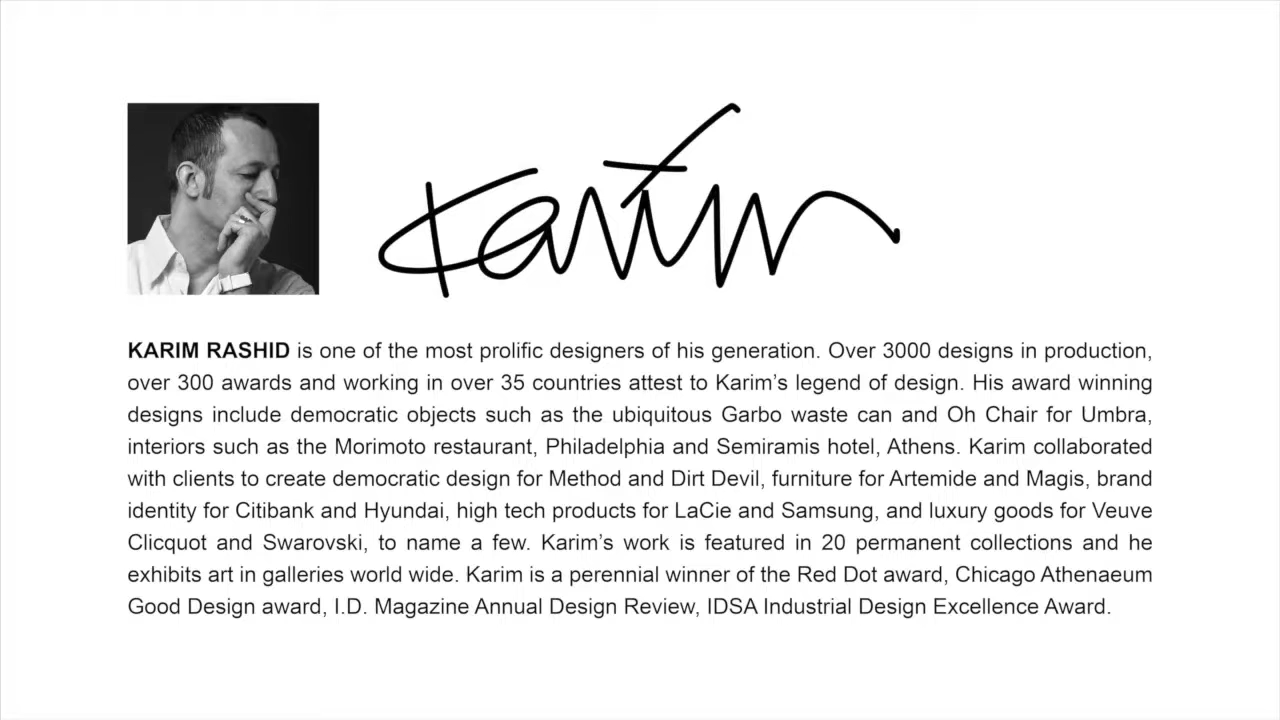 Karim
KARIM RASHID is one of the most prolific designers of his generation. Over 3000 designs in production,
over 300 awards and working in over 35 countries attest to Karim’s legend of design. His award winning
designs include democratic objects such as the ubiquitous Garbo waste can and Oh Chair for Umbra,
interiors such as the Morimoto restaurant, Philadelphia and Semiramis hotel, Athens. Karim collaborated
with clients to create democratic design for Method and Dirt Devil, furniture for Artemide and Magis, brand
identity for Citibank and Hyundai, high tech products for LaCie and Samsung, and luxury goods for Veuve
Clicquot and Swarovski, to name a few. Karim’s work is featured in 20 permanent collections and he
exhibits art in galleries world wide. Karim is a perennial winner of the Red Dot award, Chicago Athenaeum
Good Design award, I.D. Magazine Annual Design Review, IDSA Industrial Design Excellence Award.